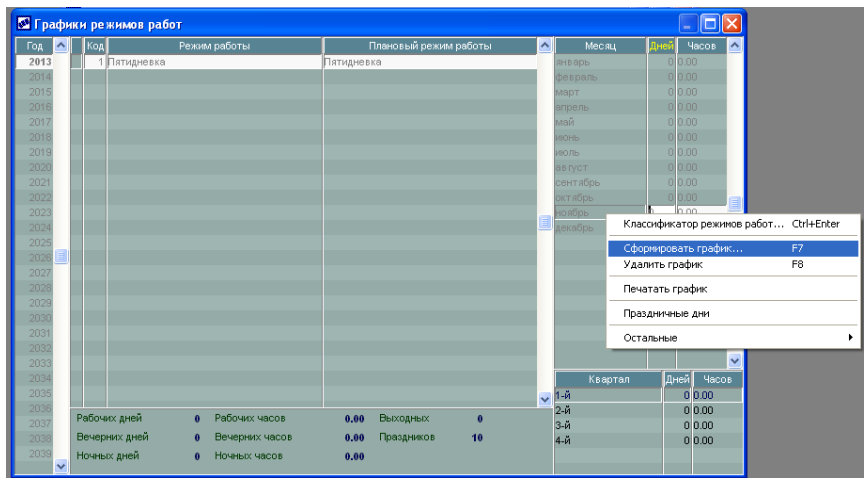 Графики режимов работ
Год Код Режим работы Плановый режим работы Месяц Дней Часов
2013 1 Пятидневка Пятидневка январь 0 0.00
2014 февраль 0 0.00
2015 март 0 0.00
2016 апрель 0 0.00
2017 май 0 0.00
2018 июнь 0 0.00
2019 июль 0 0.00
2020 август 0 0.00
2021 сентябрь 0 0.00
2022 октябрь 0 0.00
2023 ноябрь 0 0.00
2024 декабрь
2025
2026
2027
2028
2029
2030
2031
2032
2033
2034
2035
2036
2037
2038
2039
Классификатор режимов работ... Ctrl+Enter
Сформировать график... F7
Удалить график F8
Печатать график
Праздничные дни
Остальные
Квартал Дней Часов
1-й 0 0.00
2-й 0 0.00
3-й 0 0.00
4-й 0 0.00
Рабочих дней 0 Рабочих часов 0.00 Выходных 0
Вечерних дней 0 Вечерних часов 0.00 Праздников 10
Ночных дней 0 Ночных часов 0.00